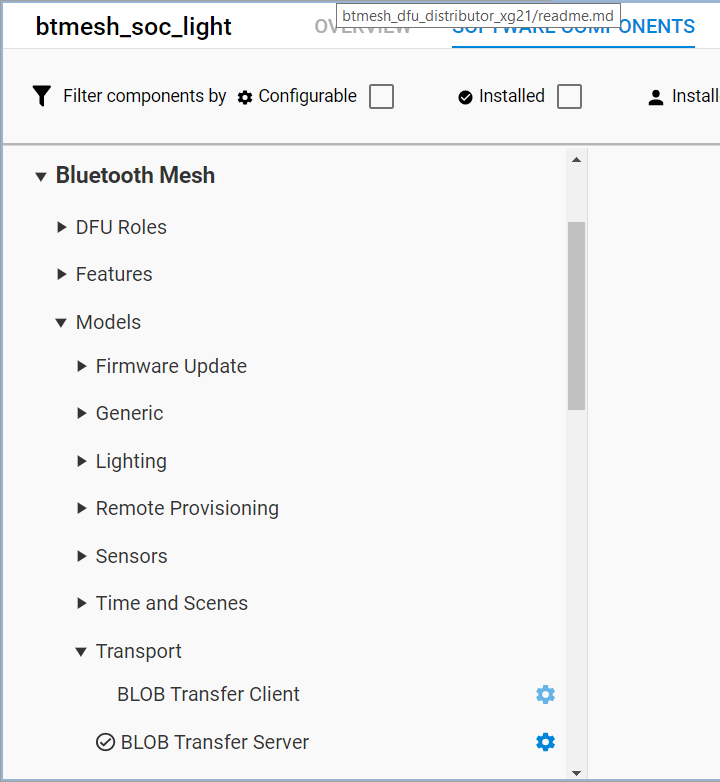 btmesh_soc_light
OVERVIEW
btmesh_dfu_distributor_xg21/readme.md
SOFTWARE COMPONENTS
Filter components by Configurable Installed Install
Bluetooth Mesh
DFU Roles
Features
Models
Firmware Update
Generic
Lighting
Remote Provisioning
Sensors
Time and Scenes
Transport
BLOB Transfer Client
BLOB Transfer Server